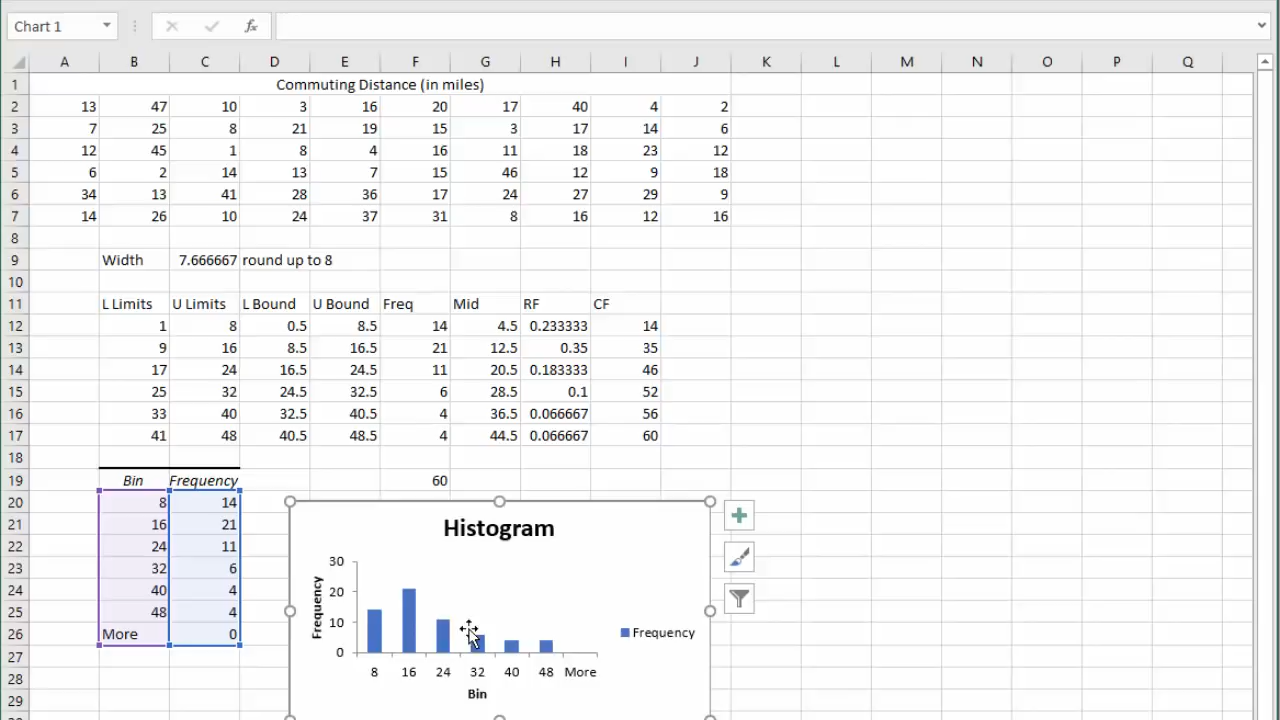 Chart 1 fx
A B C D E F G H I J K L M N O P Q
1 Commuting Distance (in miles)
2 13 47 10 3 16 20 17 40 4 2
3 7 25 8 21 19 15 3 17 14 6
4 12 45 1 8 4 16 11 18 23 12
5 6 2 14 13 7 15 46 12 9 18
6 34 13 41 28 36 17 24 27 29 9
7 14 26 10 24 37 31 8 16 12 16
8
9 Width 7.666667 round up to 8
10
11 L Limits U Limits L Bound U Bound Freq Mid RF CF
12 1 8 0.5 8.5 14 4.5 0.233333 14
13 9 16 8.5 16.5 21 12.5 0.35 35
14 17 24 16.5 24.5 11 20.5 0.183333 46
15 25 32 24.5 32.5 6 28.5 0.1 52
16 33 40 32.5 40.5 4 36.5 0.066667 56
17 41 48 40.5 48.5 4 44.5 0.066667 60
18
19 Bin Frequency 60
20 8 14
21 16 21
22 24 11
23 32 6
24 40 4
25 48 4
26 More 0
27
28
29
Histogram
Frequency
30
20
10
0
8 16 24 32 40 48 More
Bin
Frequency